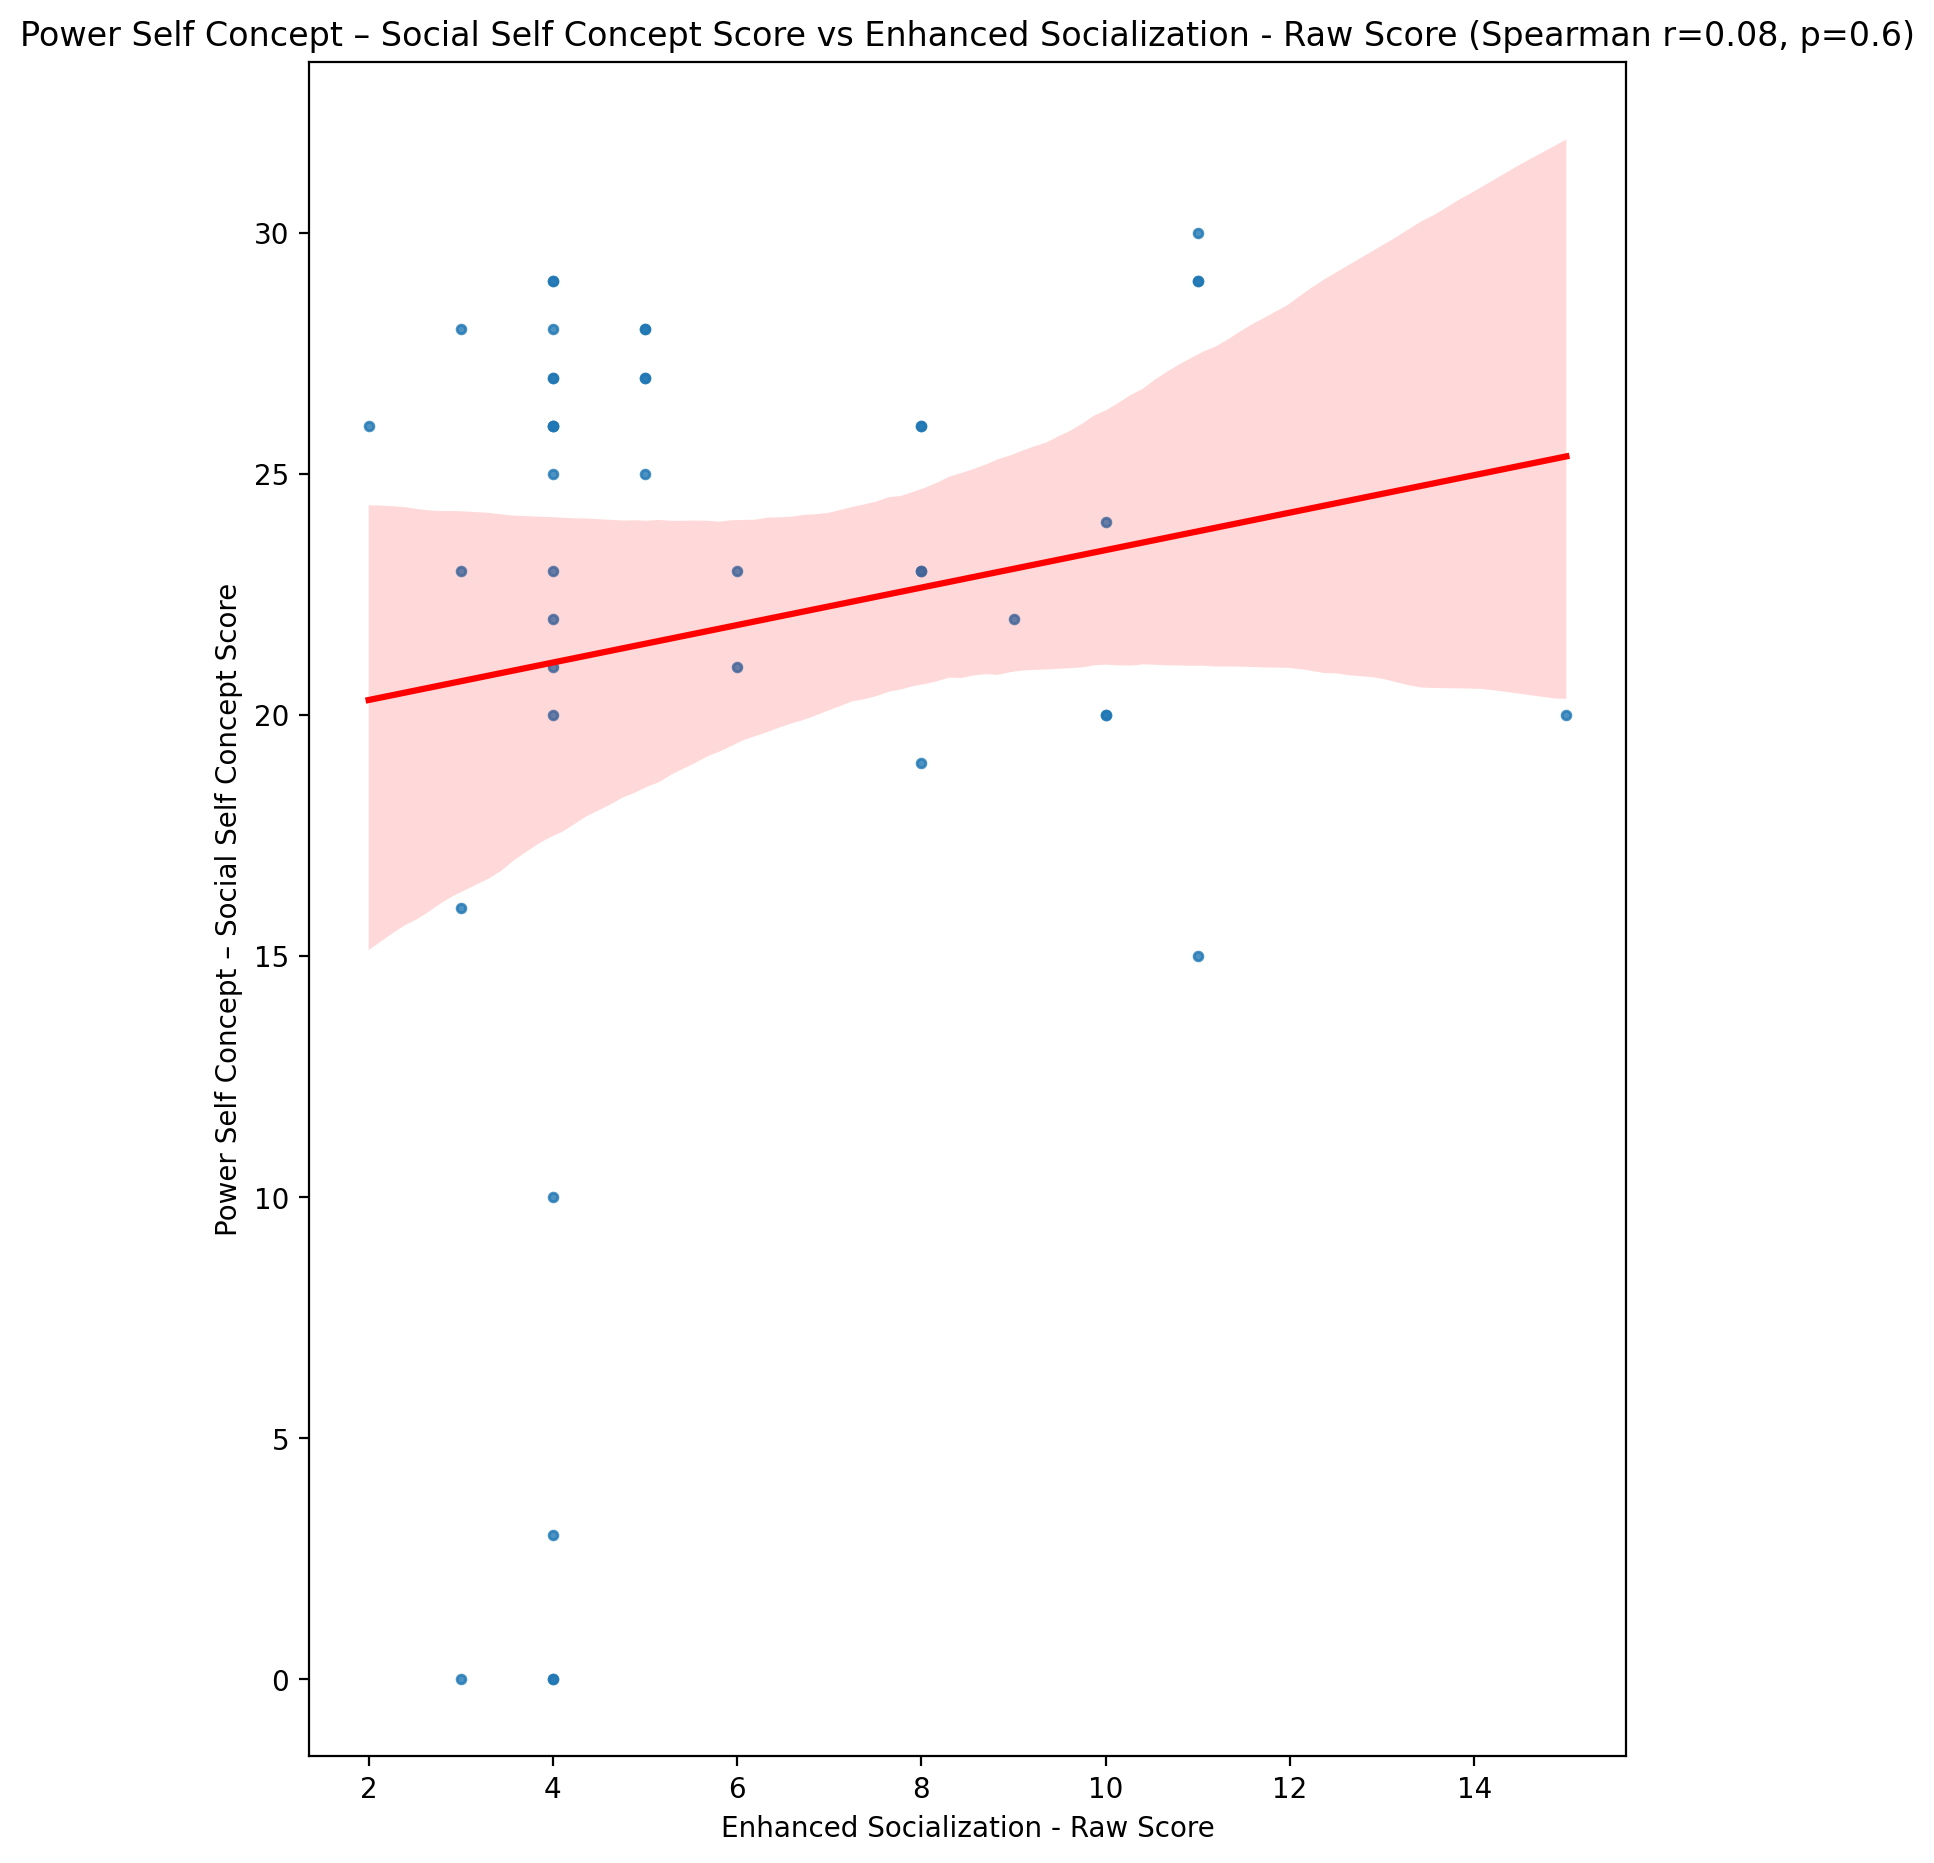 Power Self Concept – Social Self Concept Score vs Enhanced Socialization - Raw Score (Spearman r=0.08, p=0.6)
Power Self Concept – Social Self Concept Score
30
25
20
15
10
5
0
2 4 6 8 10 12 14
Enhanced Socialization - Raw Score